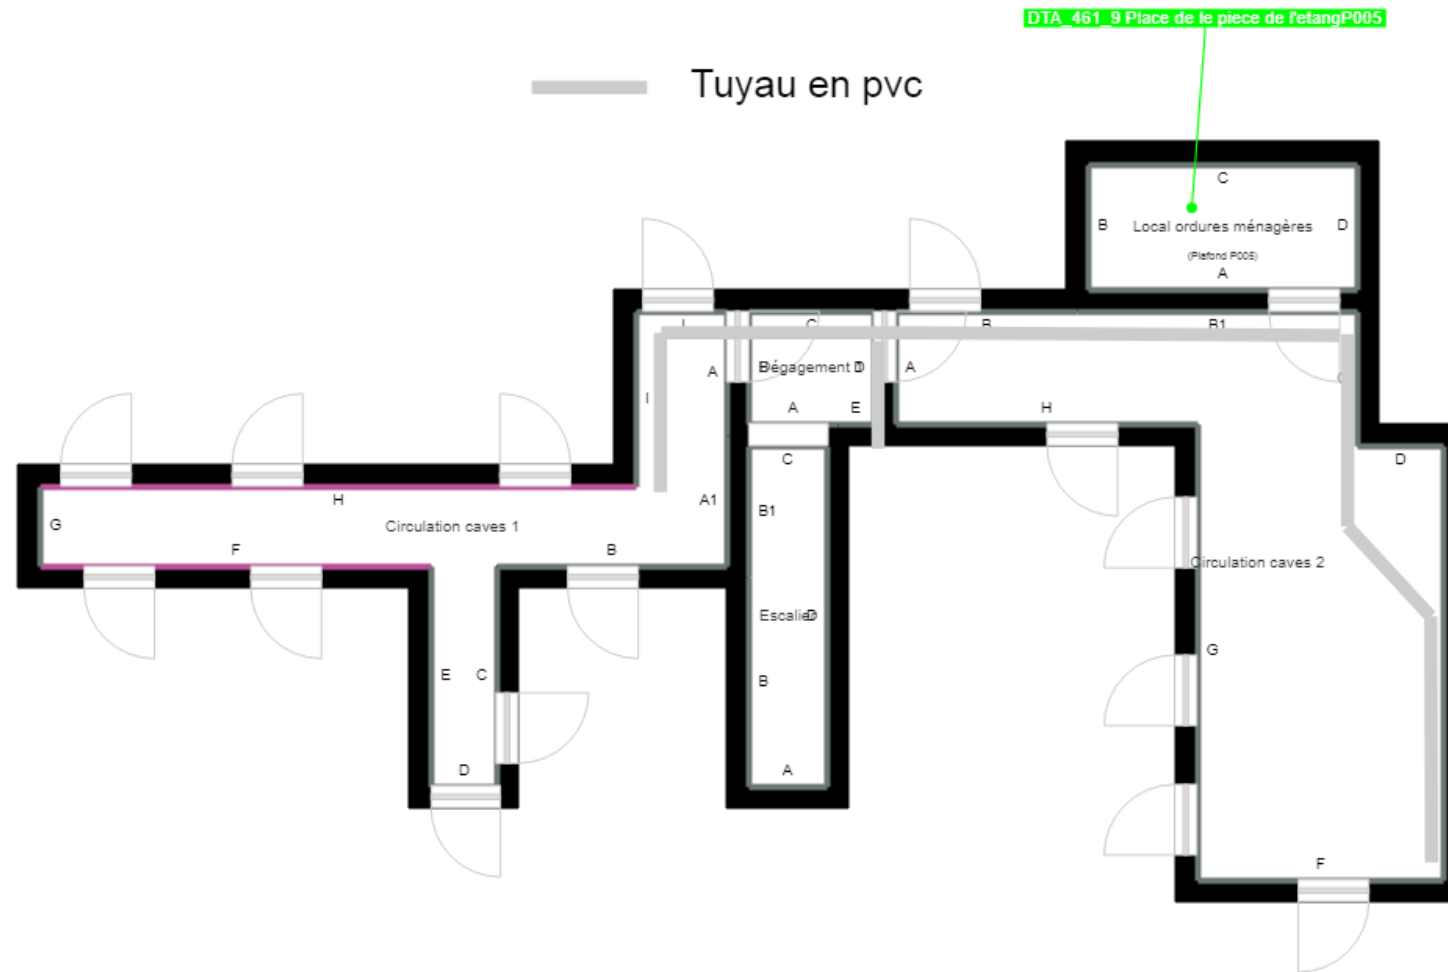 DTA_461_9 Place de le piece de l'etangP005
Tuyau en pvc
C
B
Local ordures ménagères
D
(Plafond P005)
A
I
C
B
B1
A
Dégagement 1
D
A
I
A
E
H
C
D
H
A1
B1
G
Circulation caves 1
F
B
Circulation caves 2
Escalier
D
G
E
C
B
D
A
F